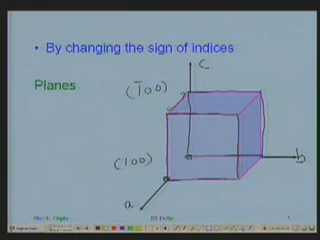 • By changing the sign of indices
c
Planes
(1̄00)
(100)
b
a
IIT Delhi